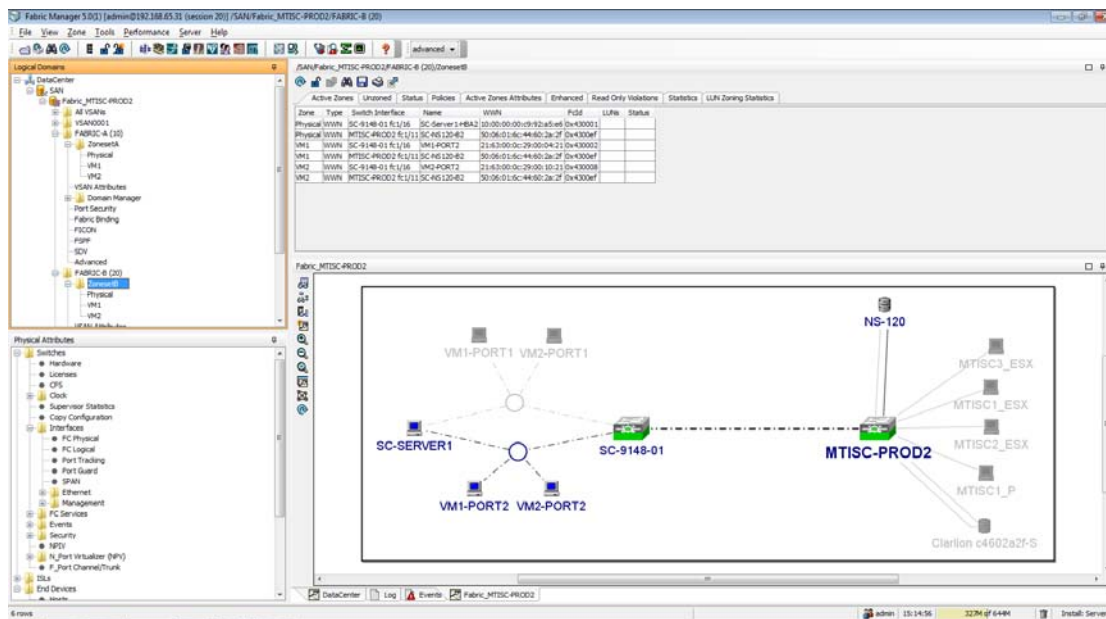 Fabric Manager 5.0(1) [admin@192.168.65.31 (session 20)] /SAN/Fabric_MTISC-PROD2/FABRIC-B (20)
File View Zone Tools Performance Server Help
advanced
Logical Domains
DataCenter
SAN
Fabric_MTISC-PROD2
All VSANs
VSAN0001
FABRIC-A (10)
ZonesetA
Physical
VM1
VM2
VSAN Attributes
Domain Manager
Port Security
Fabric Binding
FICON
FSPF
SDV
Advanced
FABRIC-B (20)
ZonesetB
Physical
VM1
VM2
VSAN Attributes
Physical Attributes
Switches
Hardware
Licenses
CFS
Clock
Supervisor Statistics
Copy Configuration
Interfaces
FC Physical
FC Logical
Port Tracking
Port Guard
SPAN
Ethernet
Management
FC Services
Events
Security
NPIV
N_Port Virtualizer (NPV)
F_Port Channel/Trunk
ISLs
End Devices
Hosts
6 rows
/SAN/Fabric_MTISC-PROD2/FABRIC-B (20)/ZonesetB
Active Zones Unzoned Status Policies Active Zones Attributes Enhanced Read Only Violations Statistics LUN Zoning Statistics
Zone Type Switch Interface Name WWN FcId LUNs Status
Physical WWN SC-9148-01 fc1/16 SC-Server1-HBA2 10:00:00:00:c9:92:a5:e6 0x430001
Physical WWN MTISC-PROD2 fc1/11 SC-NS120-B2 50:06:01:6c:44:60:2a:2f 0x4300ef
VM1 WWN SC-9148-01 fc1/16 VM1-PORT2 21:63:00:0c:29:00:04:21 0x430002
VM1 WWN MTISC-PROD2 fc1/11 SC-NS120-B2 50:06:01:6c:44:60:2a:2f 0x4300ef
VM2 WWN SC-9148-01 fc1/16 VM2-PORT2 21:63:00:0c:29:00:10:21 0x430008
VM2 WWN MTISC-PROD2 fc1/11 SC-NS120-B2 50:06:01:6c:44:60:2a:2f 0x4300ef
Fabric_MTISC-PROD2
NS-120
VM1-PORT1 VM2-PORT1
MTISC3_ESX
MTISC1_ESX
SC-SERVER1
SC-9148-01
MTISC-PROD2
MTISC2_ESX
MTISC1_P
VM1-PORT2 VM2-PORT2
Clariion c4602a2f-S
DataCenter Log Events Fabric_MTISC-PROD2
admin 15:14:56 327M of 644M Install: Server